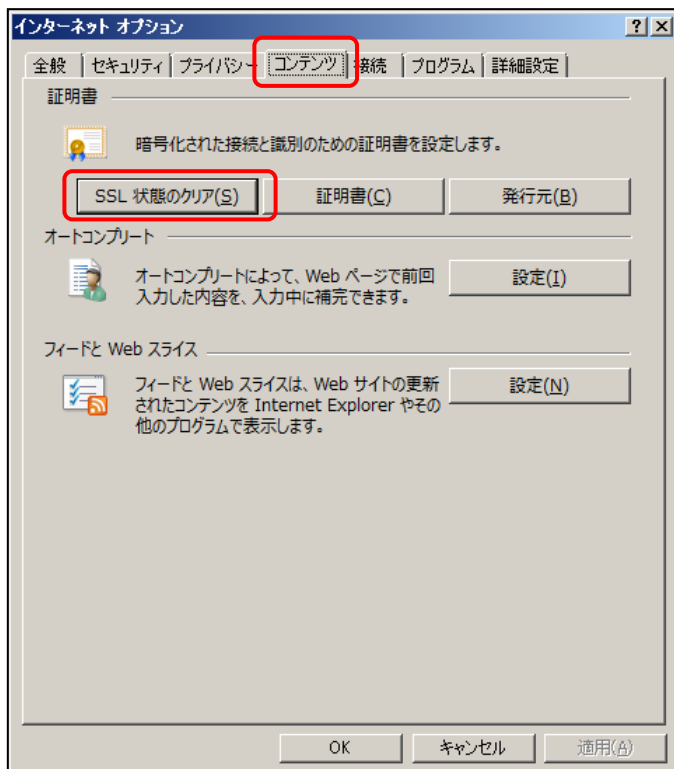 インターネット オプション
全般 セキュリティ プライバシー コンテンツ 接続 プログラム 詳細設定
証明書
暗号化された接続と識別のための証明書を設定します。
SSL 状態のクリア(S) 証明書(C) 発行元(B)
オートコンプリート
オートコンプリートによって、Web ページで前回
入力した内容を、入力中に補完できます。
設定(I)
フィードと Web スライス
フィードと Web スライスは、Web サイトの更新
されたコンテンツを Internet Explorer やその
他のプログラムで表示します。
設定(N)
OK キャンセル 適用(A)